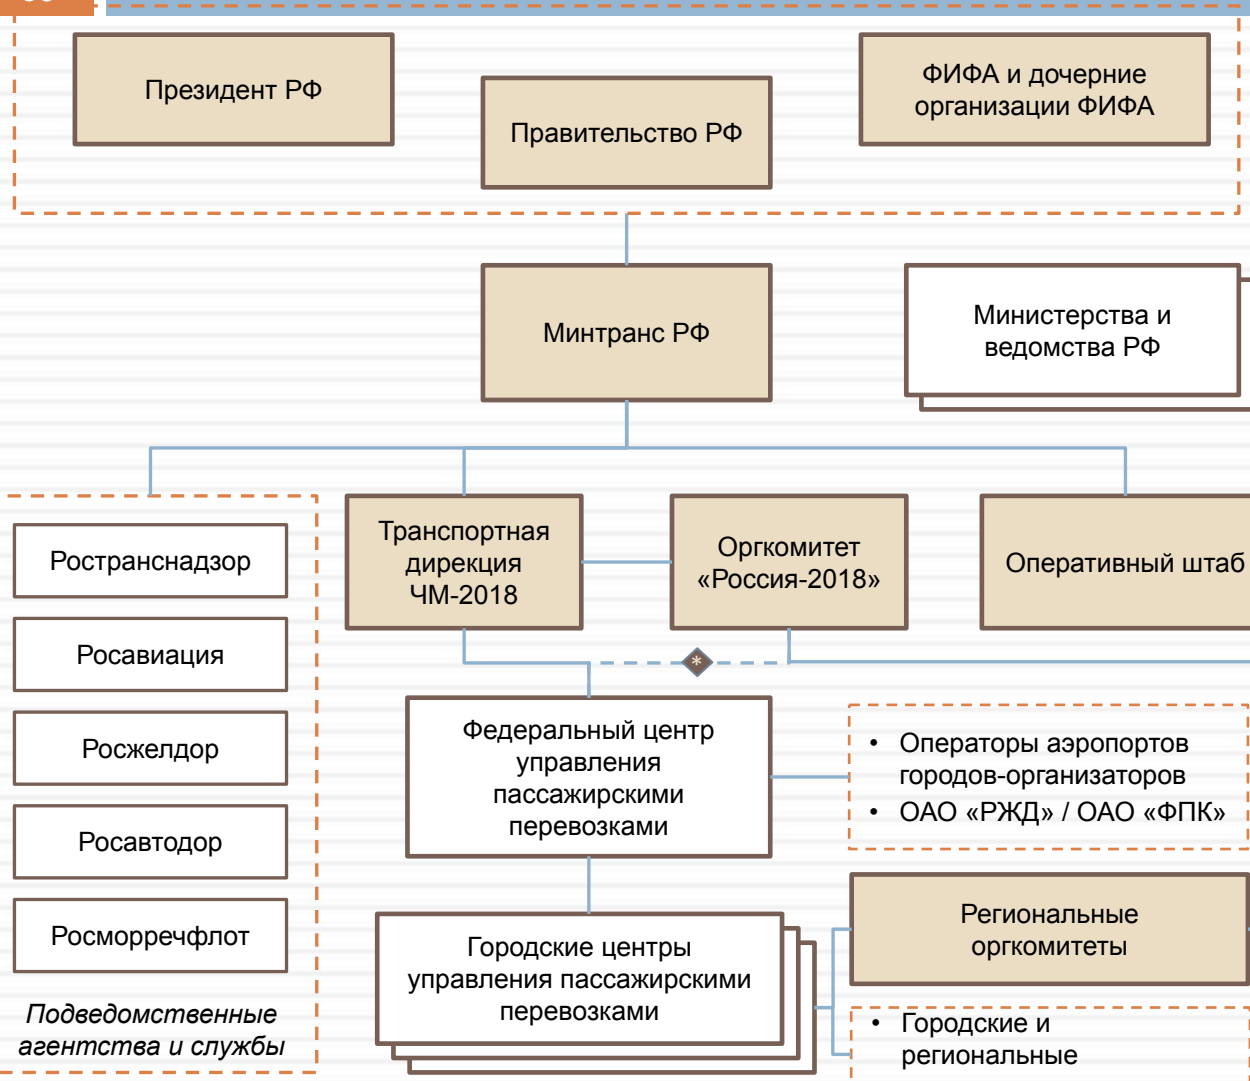 Президент РФ
Правительство РФ
ФИФА и дочерние
организации ФИФА
Минтранс РФ
Министерства и
ведомства РФ
Ространснадзор
Росавиация
Росжелдор
Росавтодор
Росморречфлот
Подведомственные
агентства и службы
Транспортная
дирекция
ЧМ-2018
Оргкомитет
«Россия-2018»
Оперативный штаб
*
Федеральный центр
управления
пассажирскими
перевозками
• Операторы аэропортов
городов-организаторов
• ОАО «РЖД» / ОАО «ФПК»
Городские центры
управления пассажирскими
перевозками
Региональные
оргкомитеты
• Городские и
региональные